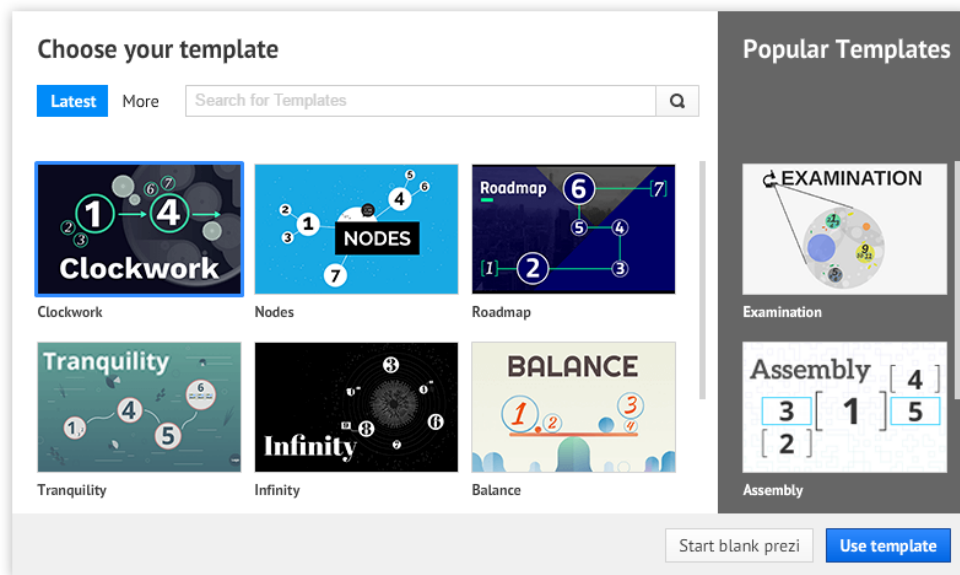 Choose your template
Popular Templates
Latest More Search for Templates
1 4 6 7 2 3
Clockwork
Clockwork
2 1 3 4 5 6 7
NODES
Nodes
Roadmap 6 [7]
5 4
[1] 2 3
Roadmap
EXAMINATION
1
9
Examination
Tranquility
1 4 5 6
Tranquility
3
6
8
Infinity
Infinity
BALANCE
1. 2 3 4
Balance
Assembly [4]
3 [1] 5
[2]
Assembly
Start blank prezi Use template